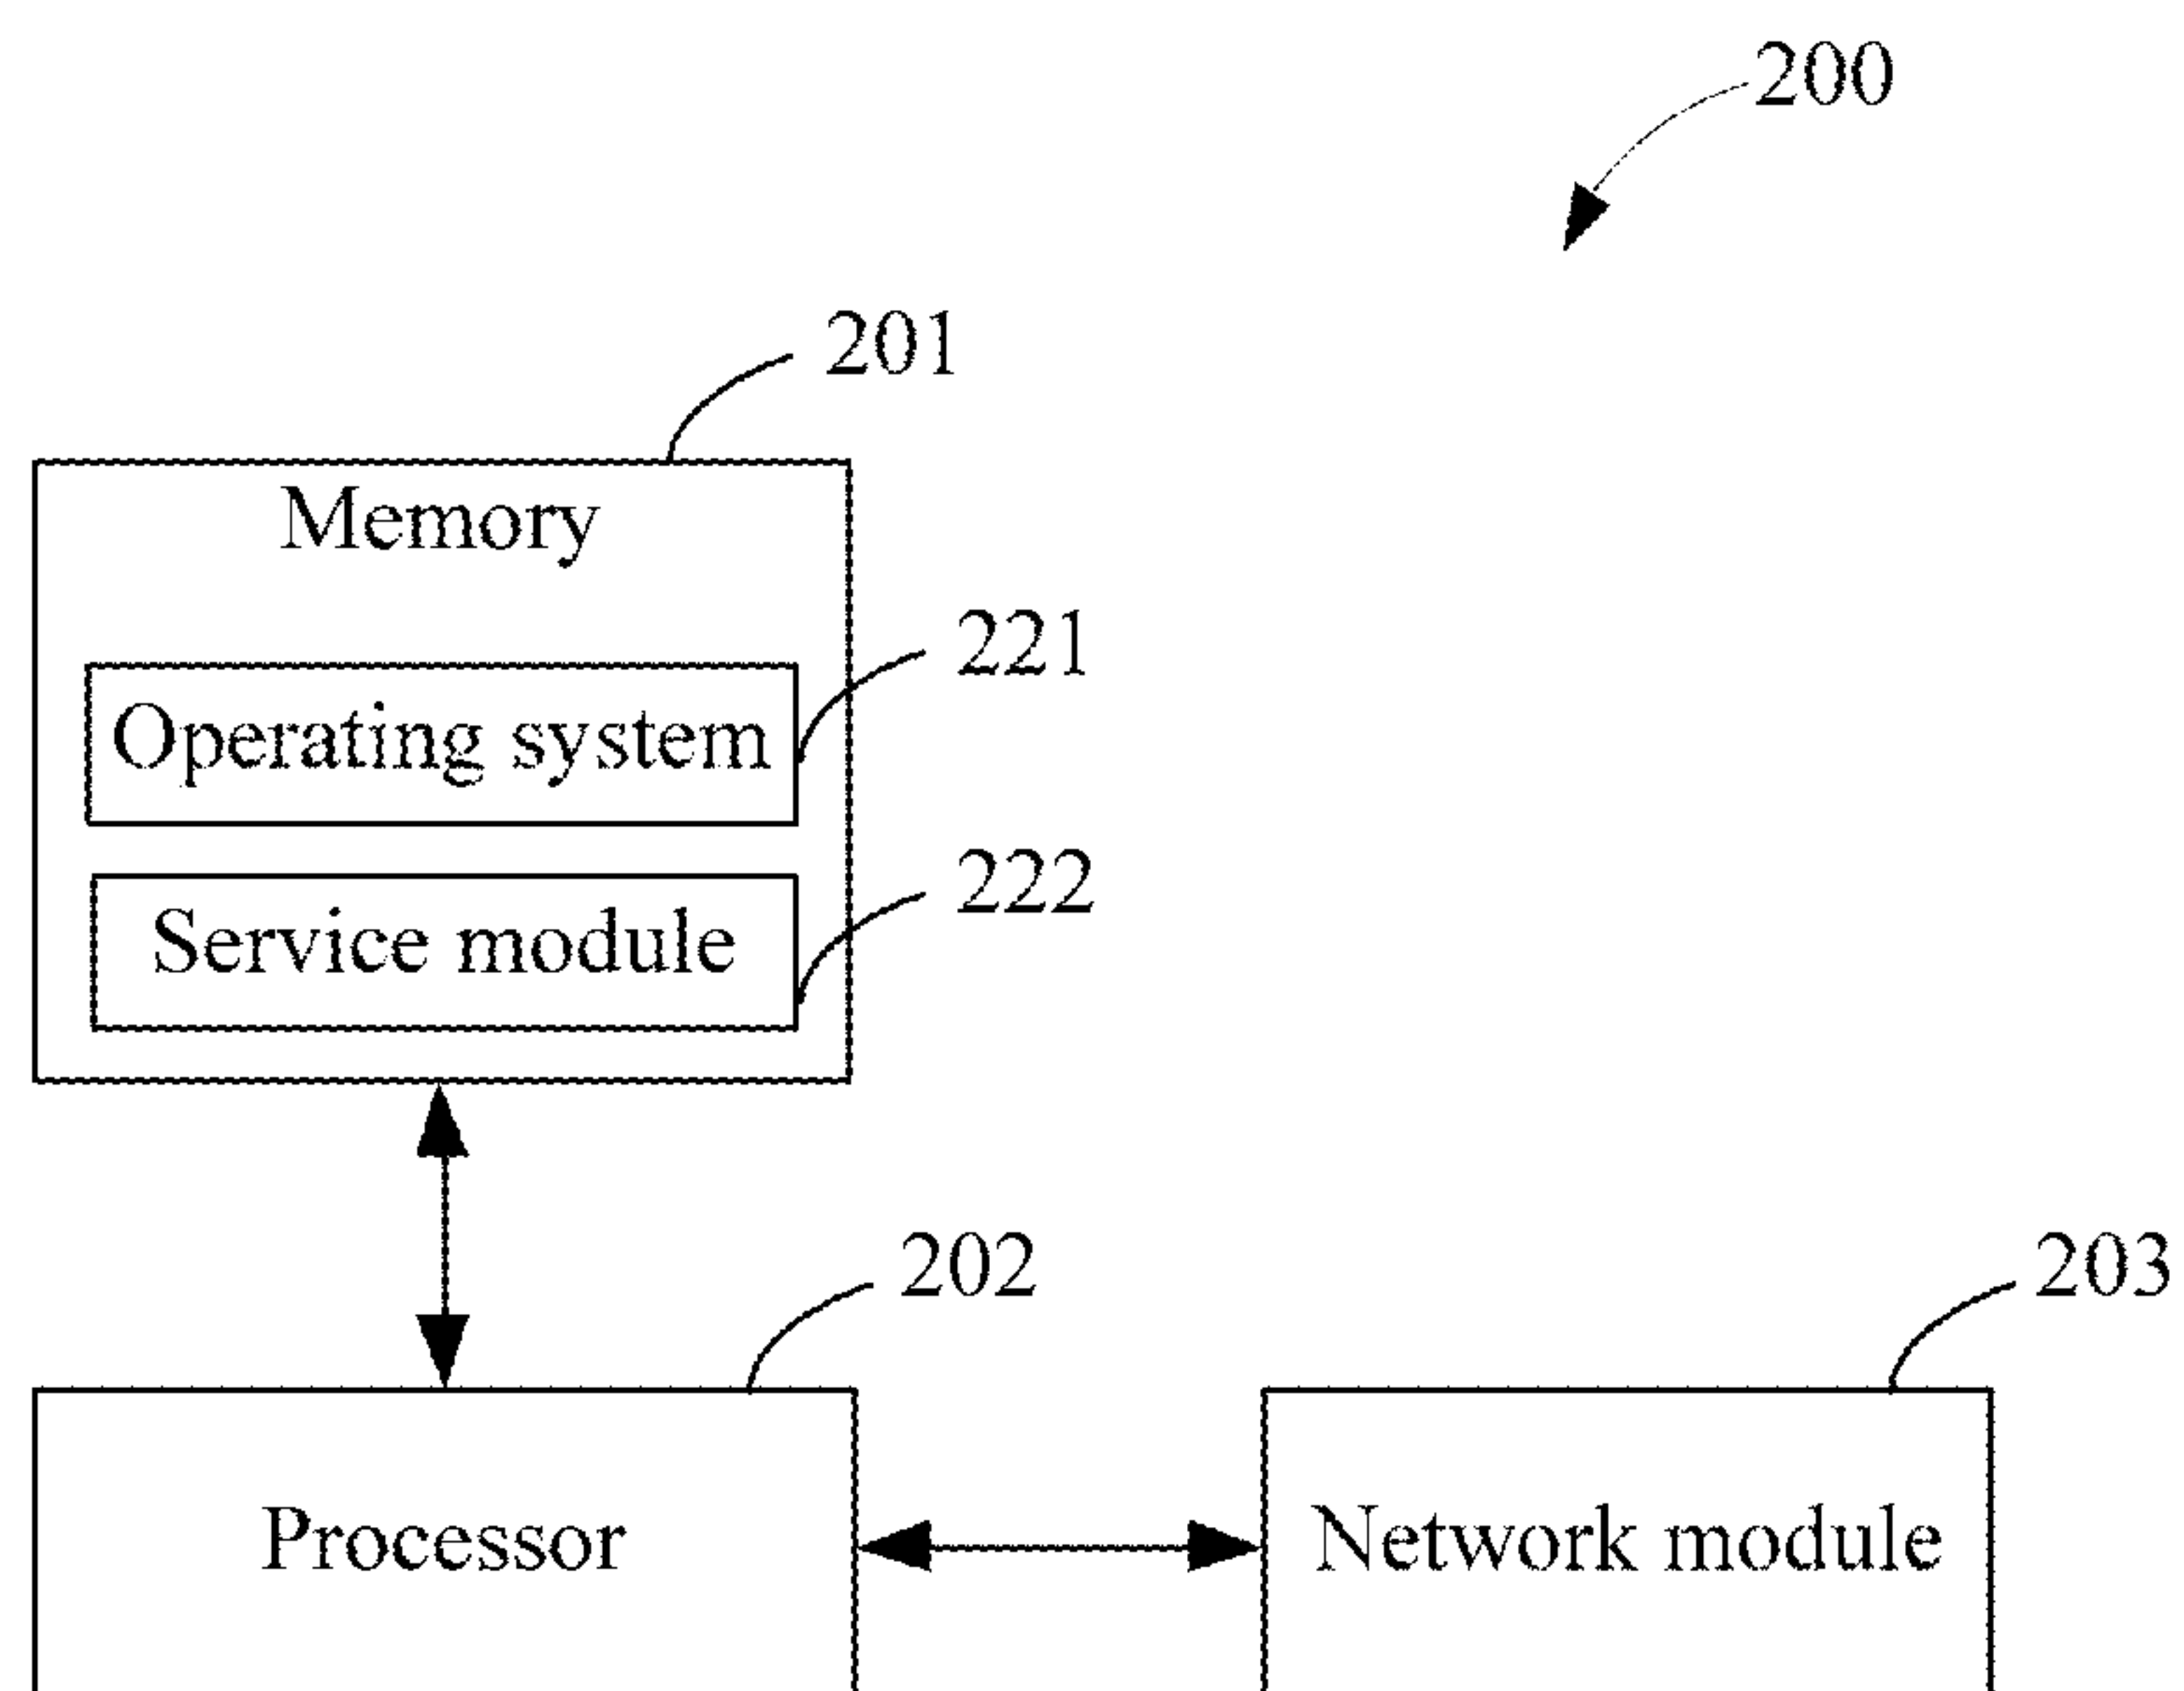 200
201
Memory
221
Operating system
222
Service module
202
203
Processor
Network module